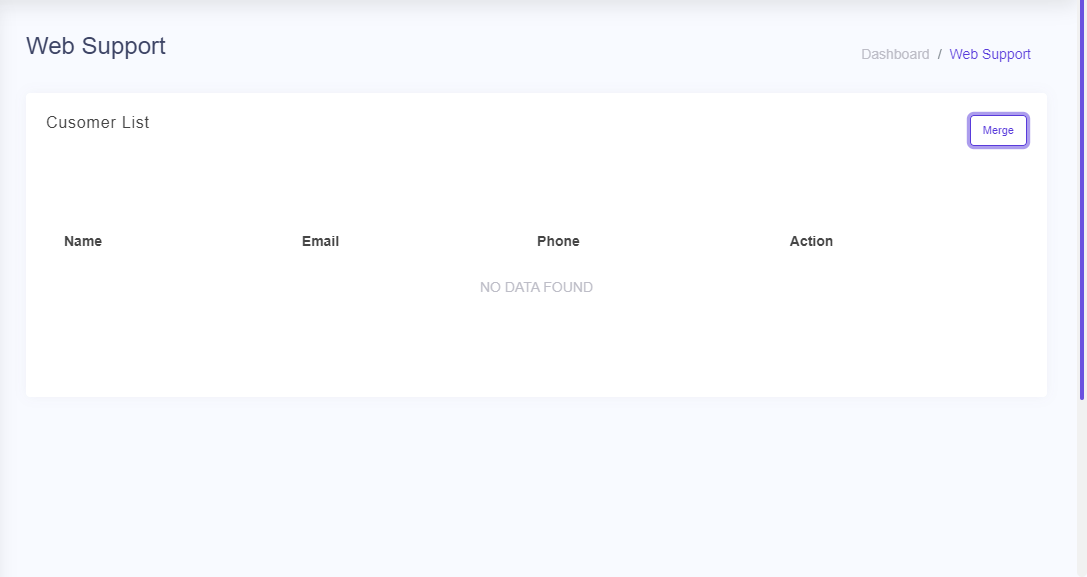 Web Support
Dashboard / Web Support
Cusomer List
Merge
Name Email Phone Action
NO DATA FOUND